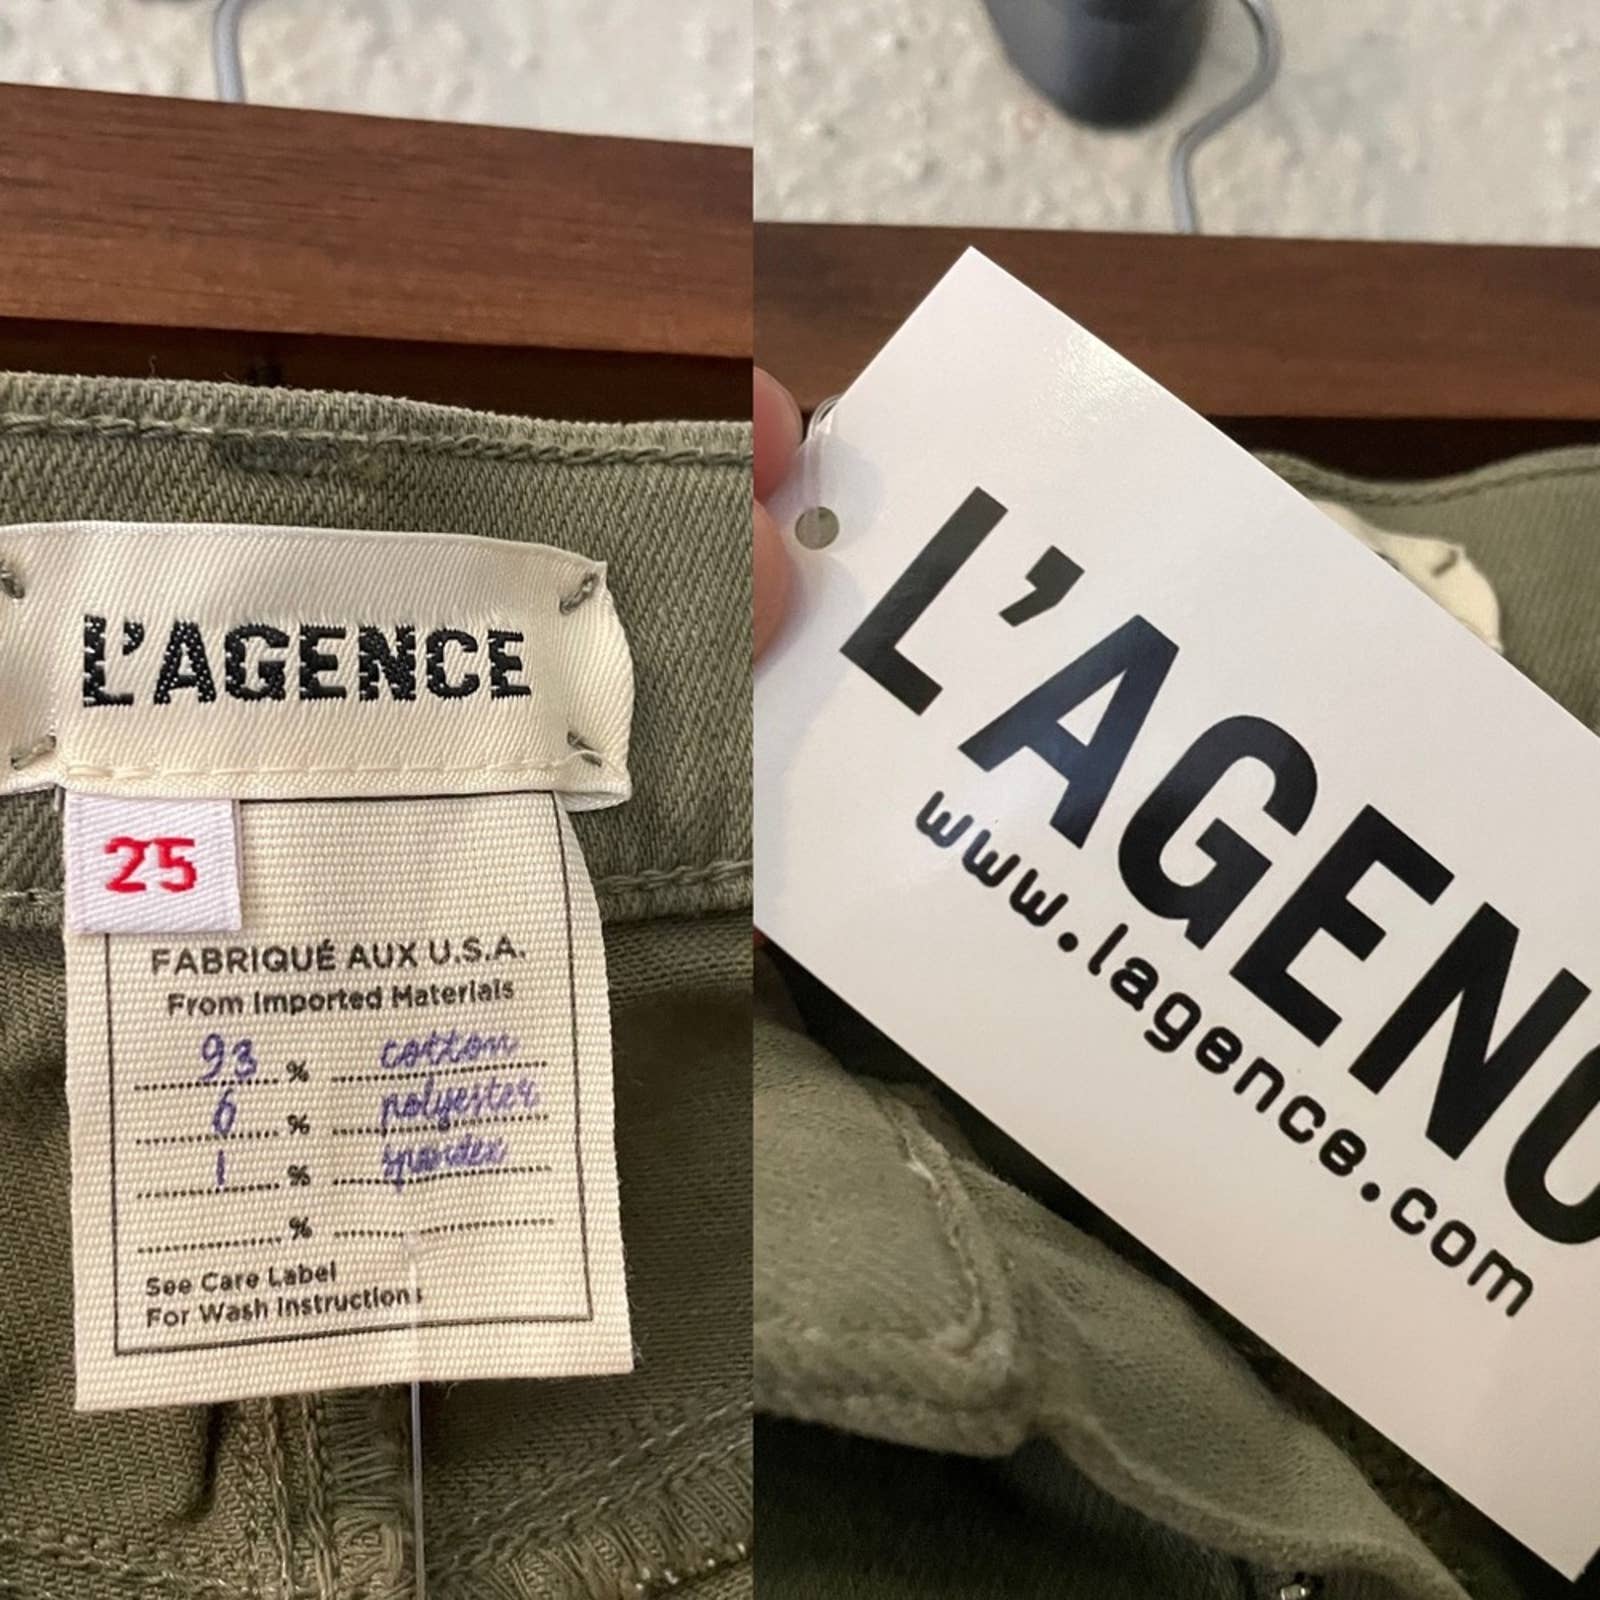 L'AGENCE
25
FABRIQUÉ AUX U.S.A.
From Imported Materials
93 % cotton
6 % polyester
1 % spandex
%
See Care Label
For Wash Instructions
L'AGENC
www.lagence.com